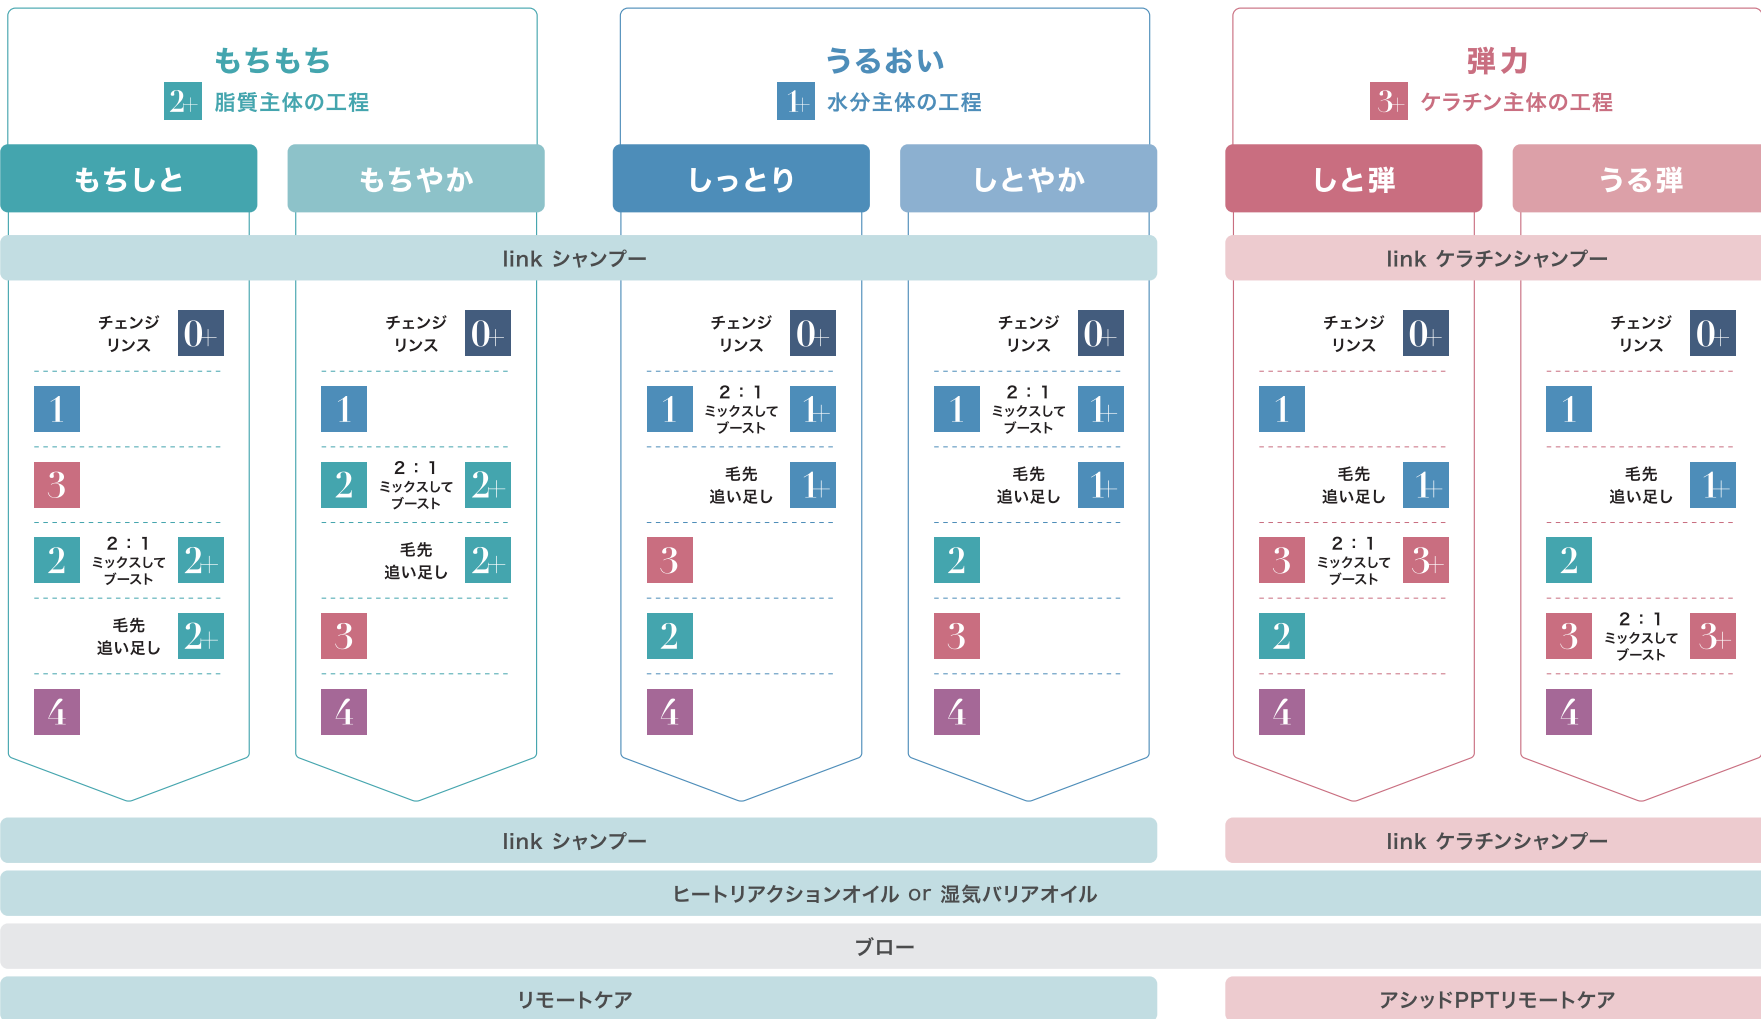 もちもち
2+ 脂質主体の工程
うるおい
1+ 水分主体の工程
弾力
3+ ケラチン主体の工程
もちしと
もちやか
しっとり
しとやか
しと弾
うる弾
link シャンプー
link ケラチンシャンプー
チェンジ
リンス
0+
1
3
2
2：1
ミックスして
ブースト
2+
毛先
追い足し
2+
4
チェンジ
リンス
0+
1
2
2：1
ミックスして
ブースト
2+
毛先
追い足し
2+
3
4
チェンジ
リンス
0+
1
2：1
ミックスして
ブースト
1+
毛先
追い足し
1+
3
2
4
チェンジ
リンス
0+
1
2：1
ミックスして
ブースト
1+
毛先
追い足し
1+
2
3
4
チェンジ
リンス
0+
1
毛先
追い足し
1+
3
2：1
ミックスして
ブースト
3+
2
4
チェンジ
リンス
0+
1
毛先
追い足し
1+
2
3
2：1
ミックスして
ブースト
3+
4
link シャンプー
link ケラチンシャンプー
ヒートリアクションオイル or 湿気バリアオイル
ブロー
リモートケア
アシッドPPTリモートケア